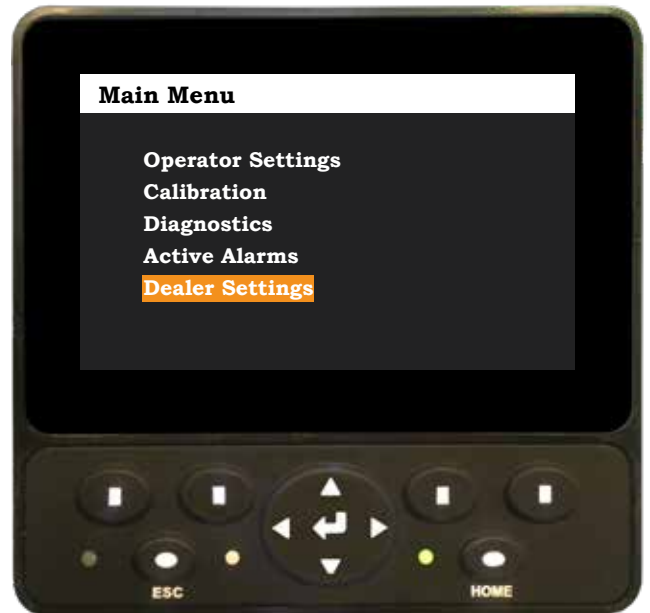 Main Menu
Operator Settings
Calibration
Diagnostics
Active Alarms
Dealer Settings
ESC
HOME